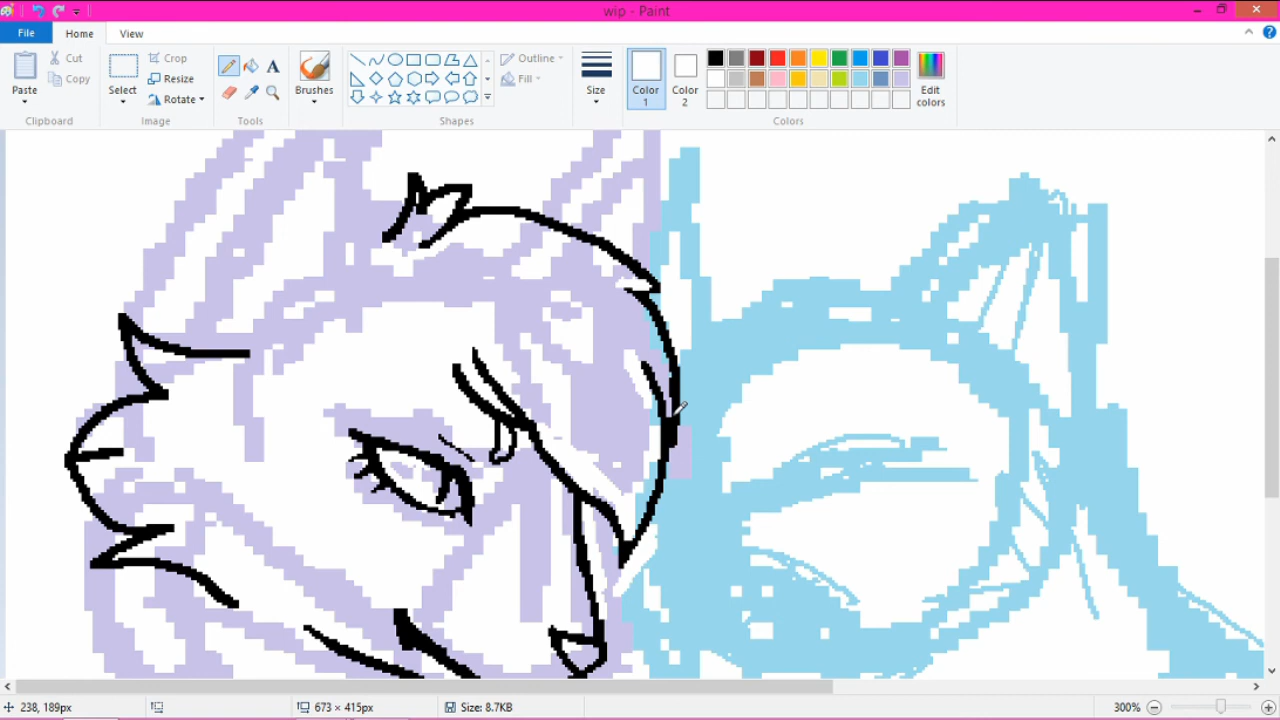 wip - Paint
File Home View
Paste
Cut
Copy
Clipboard
Select
Crop
Resize
Rotate
Image
Tools
Brushes
Shapes
Outline
Fill
Size
Color 1
Color 2
Colors
Edit colors
238, 189px
673 × 415px
Size: 8.7KB
300%